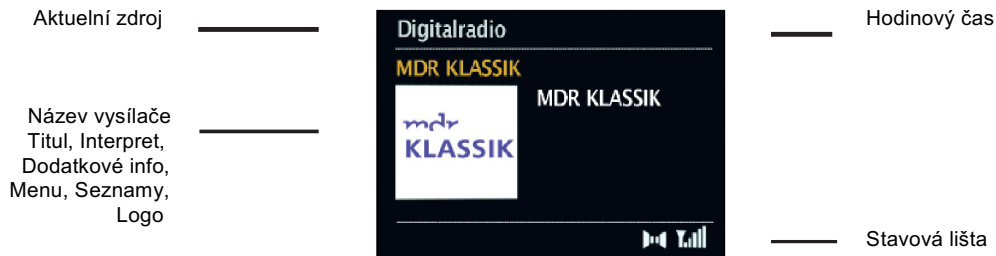 Aktuelní zdroj
Digitalradio
Hodinový čas
MDR KLASSIK
MDR KLASSIK
mdr
KLASSIK
Název vysílače
Titul, Interpret,
Dodatkové info,
Menu, Seznamy,
Logo
Stavová lišta